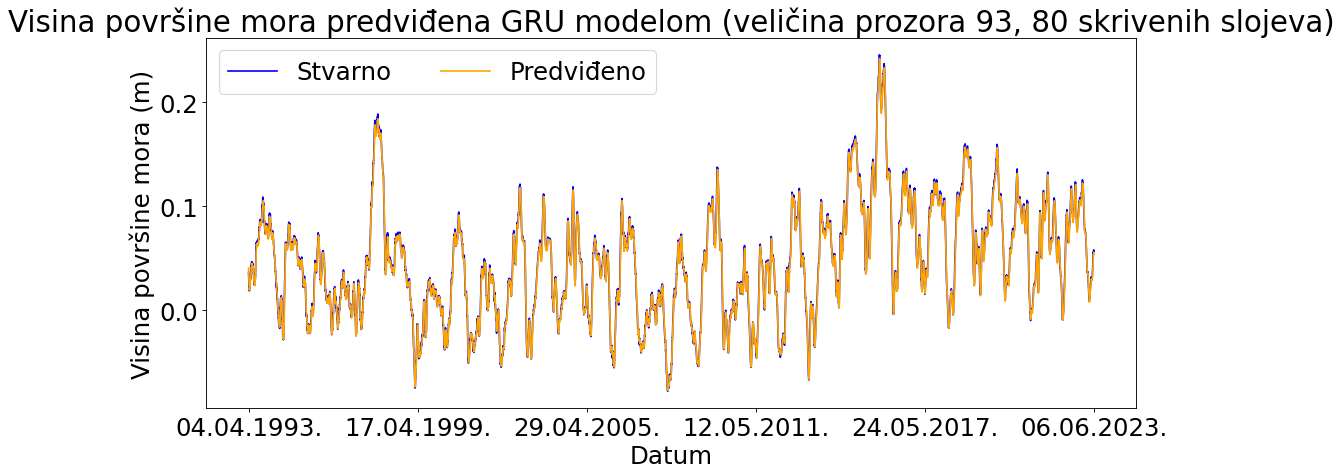 Visina površine mora predviđena GRU modelom (veličina prozora 93, 80 skrivenih slojeva)
Stvarno
Predviđeno
Visina površine mora (m)
0.2
0.1
0.0
04.04.1993.
17.04.1999.
29.04.2005.
12.05.2011.
24.05.2017.
06.06.2023.
Datum